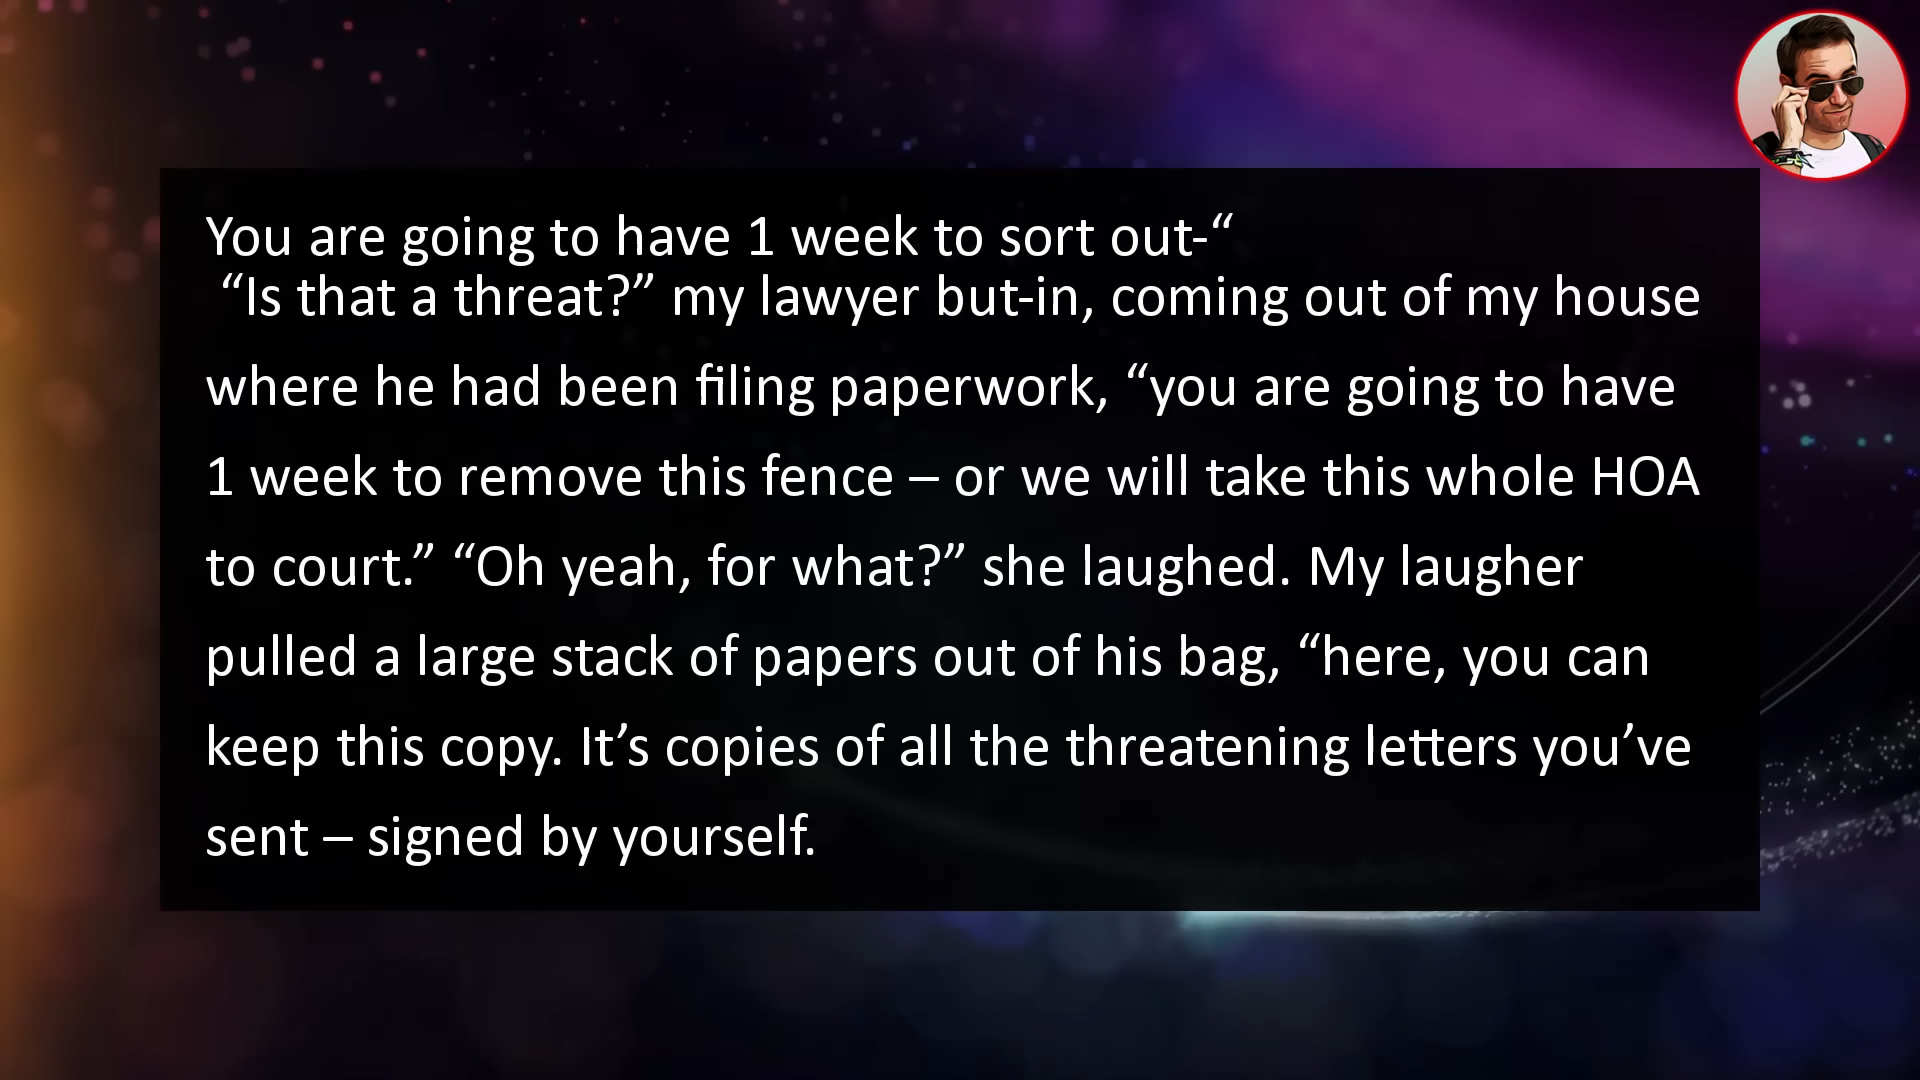 You are going to have 1 week to sort out-“
“Is that a threat?” my lawyer but-in, coming out of my house
where he had been filing paperwork, “you are going to have
1 week to remove this fence – or we will take this whole HOA
to court.” “Oh yeah, for what?” she laughed. My laugher
pulled a large stack of papers out of his bag, “here, you can
keep this copy. It’s copies of all the threatening letters you’ve
sent – signed by yourself.